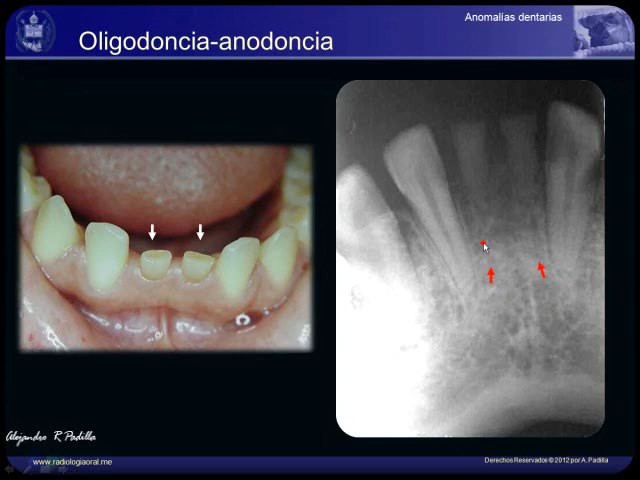 Anomalías dentarias
Oligodoncia-anodoncia
Alejandro R Padilla
www.radiologiaoral.me
Derechos Reservados © 2012 por A. Padilla